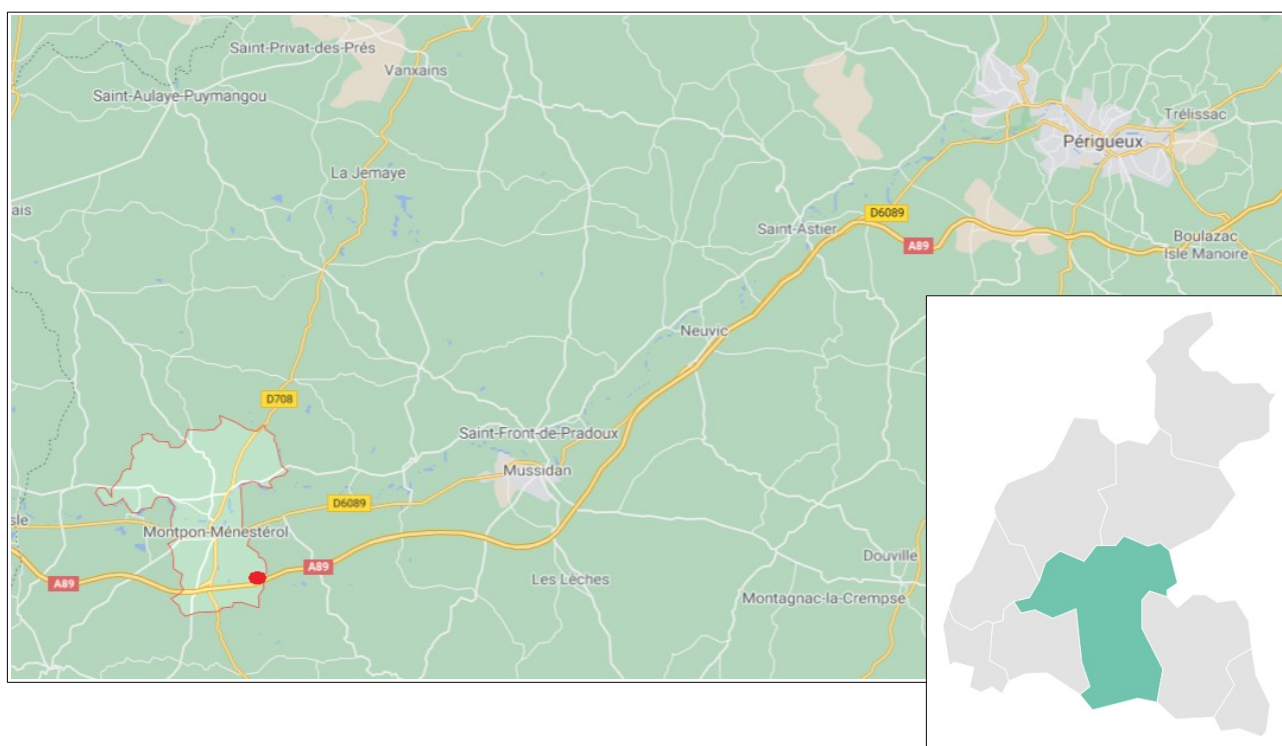 Saint-Privat-des-Prés
Vanxains
Saint-Aulaye-Puymangou
Trélissac
Périgueux
La Jemaye
ais
D6089
Saint-Astier
A89
Boulazac
Isle Manoire
Neuvic
D708
Saint-Front-de-Pradoux
Mussidan
D6089
sle
Montpon-Ménestérol
Douville
A89
A89
Les Lèches
Montagnac-la-Crempse